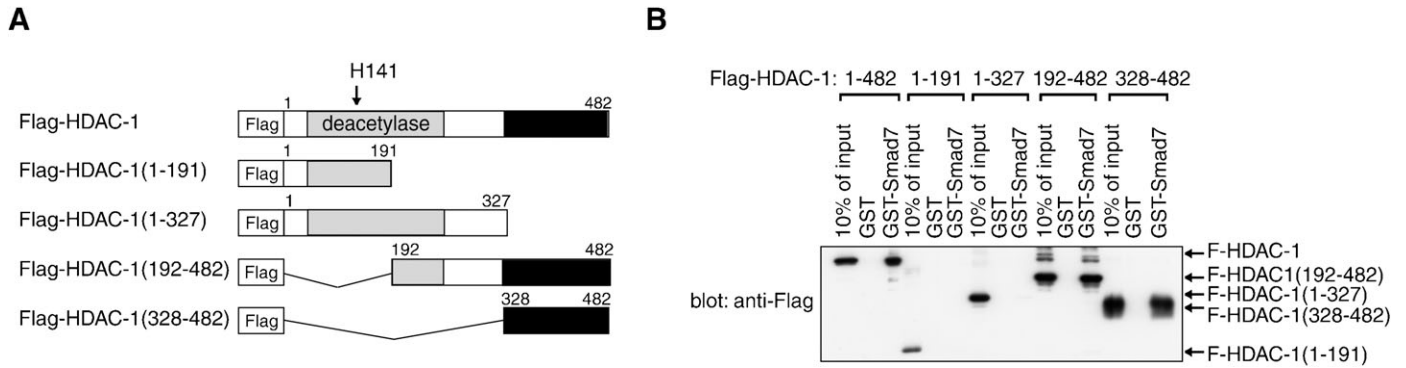 A
H141
1 482
Flag-HDAC-1 Flag deacetylase
1 191
Flag-HDAC-1(1-191) Flag
1 327
Flag-HDAC-1(1-327) Flag
192 482
Flag-HDAC-1(192-482) Flag
328 482
Flag-HDAC-1(328-482) Flag
B
Flag-HDAC-1: 1-482 1-191 1-327 192-482 328-482
10% of input
GST
GST-Smad7
10% of input
GST
GST-Smad7
10% of input
GST
GST-Smad7
10% of input
GST
GST-Smad7
10% of input
GST
GST-Smad7
blot: anti-Flag
F-HDAC-1
F-HDAC1(192-482)
F-HDAC-1(1-327)
F-HDAC-1(328-482)
F-HDAC-1(1-191)